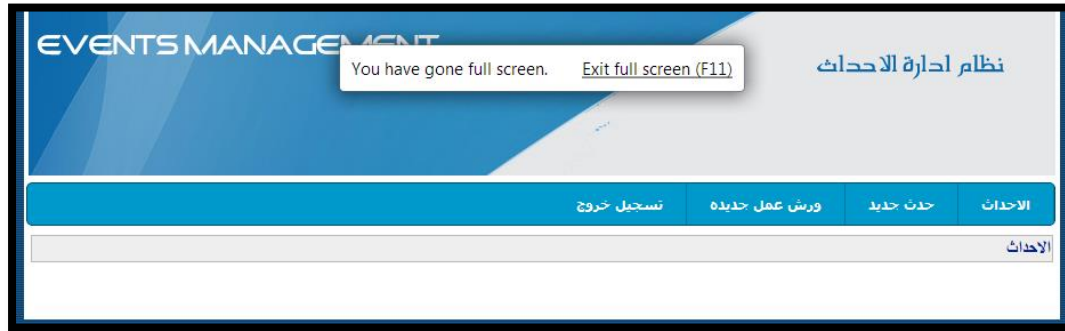 EVENTS MANAGEMENT
You have gone full screen. Exit full screen (F11)
نظام ادارة الاحداث
الاحداث حدث جديد ورش عمل جديده تسجيل خروج
الاحداث